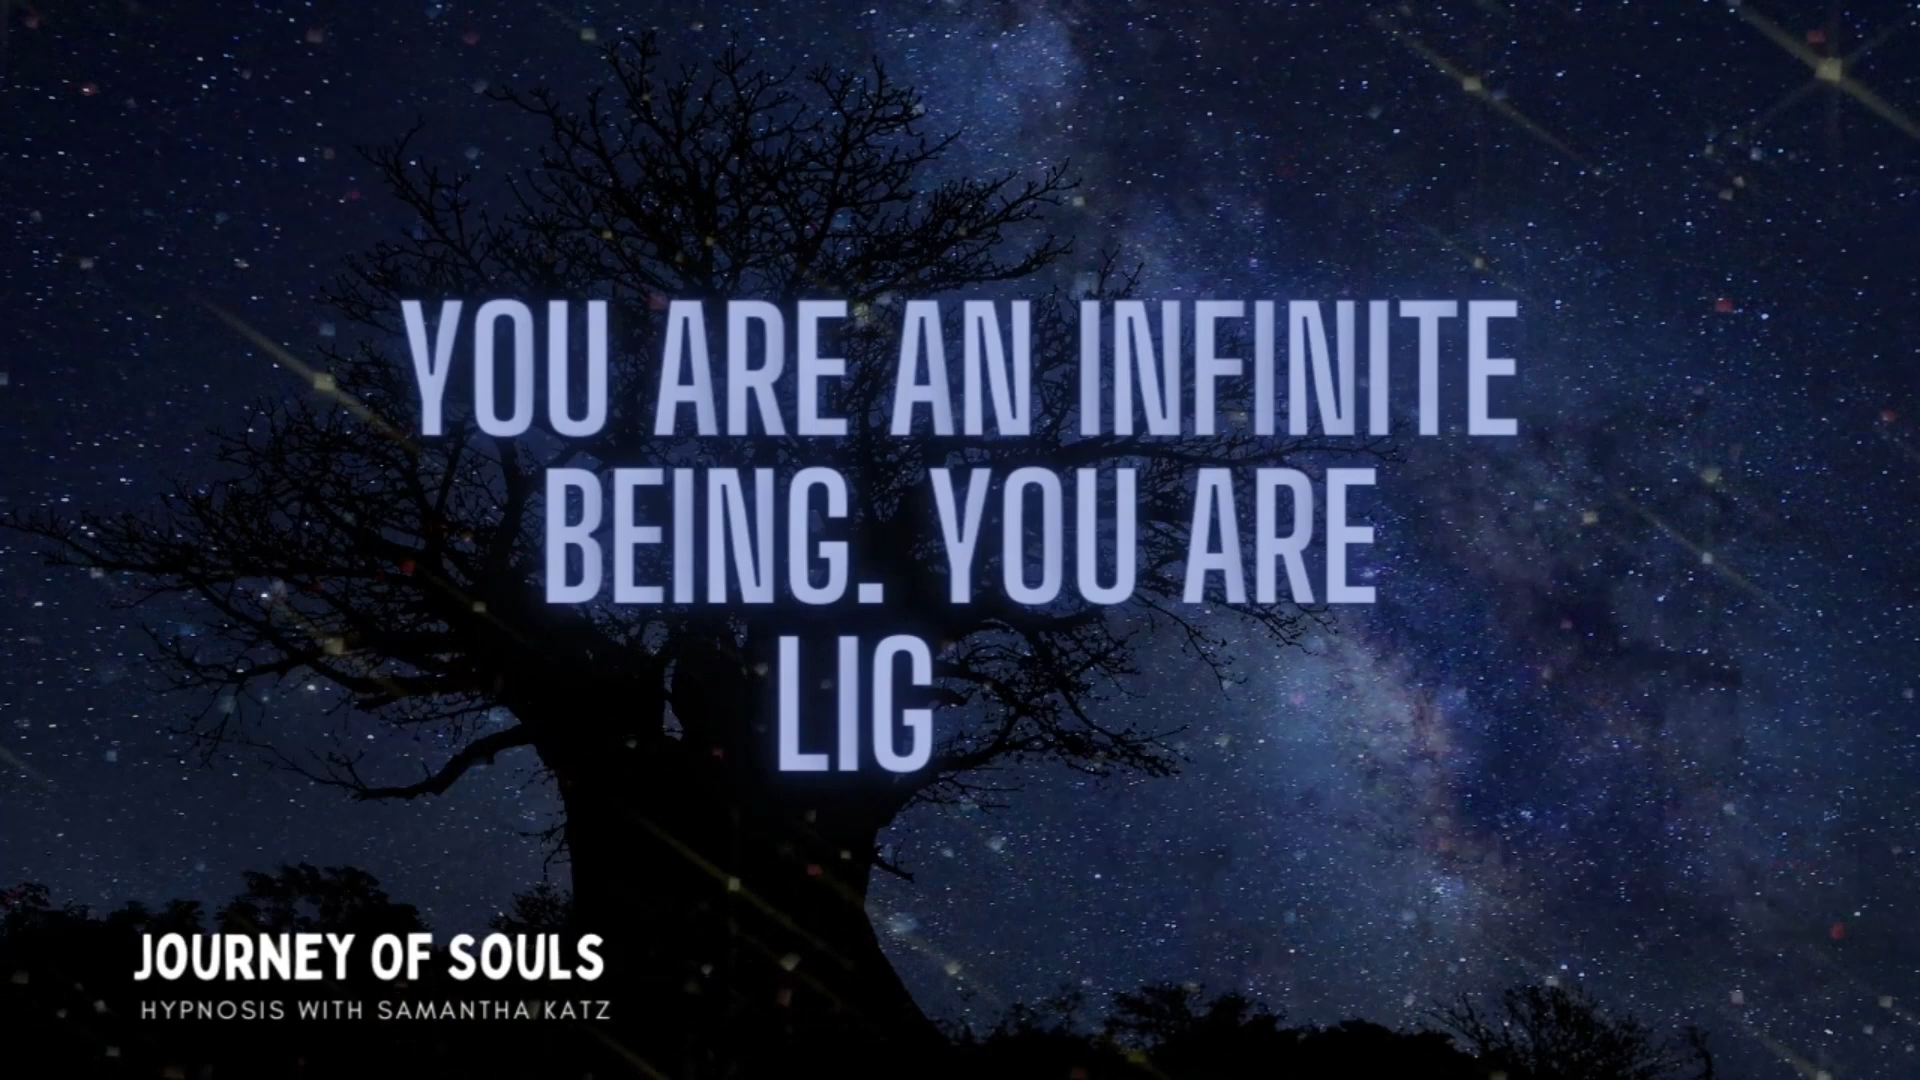 YOU ARE AN INFINITE
BEING. YOU ARE
LIG
JOURNEY OF SOULS
HYPNOSIS WITH SAMANTHA KATZ